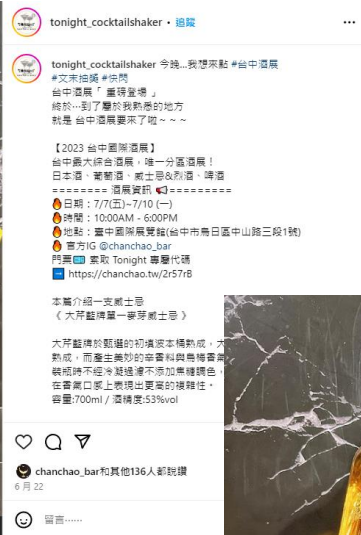 tonight_cocktailshaker • 追蹤
tonight_cocktailshaker 今晚...我想來點 #台中酒展
#文末抽獎 #快閃
台中酒展「 重磅登場 」
終於⋯到了屬於我熟悉的地方
就是 台中酒展要來了啦～～～
【2023 台中國際酒展】
台中最大綜合酒展，唯一分區酒展！
日本酒、葡萄酒、威士忌&烈酒、啤酒
======== 酒展資訊 📢=========
🔥日期：7/7(五)~7/10 (一)
🔥時間：10:00AM - 6:00PM
🔥地點：臺中國際展覽館(台中市烏日區中山路三段1號)
🔥 官方IG @chanchao_bar
門票🎫 索取 Tonight 專屬代碼
➡️ https://chanchao.tw/2r57rB
本篇介紹一支威士忌
《 大芹藍牌單一麥芽威士忌 》
大芹藍牌於甄選的初填波本桶熟成，大
熟成，而產生美妙的辛香料與烏梅香氣
裝瓶時不經冷凝過濾不添加焦糖調色，
在香氣口感上表現出更高的複雜性。
容量:700ml / 酒精度:53%vol
chanchao_bar和其他136人都說讚
6 月 22
留言⋯⋯